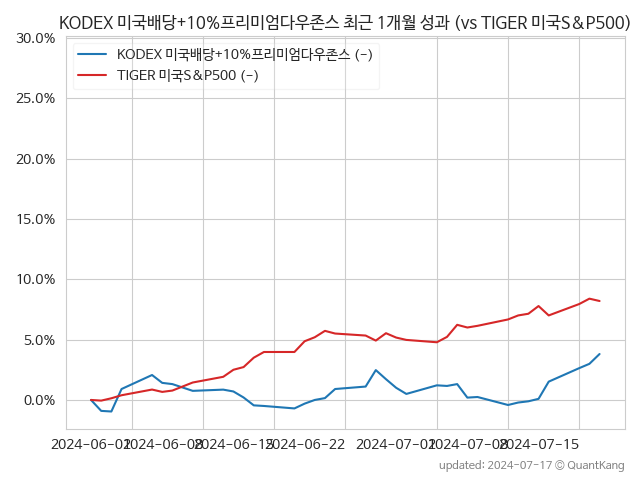 KODEX 미국배당+10%프리미엄다우존스 최근 1개월 성과 (vs TIGER 미국S&P500)
30.0%
25.0%
20.0%
15.0%
10.0%
5.0%
0.0%
KODEX 미국배당+10%프리미엄다우존스 (-)
TIGER 미국S&P500 (-)
2024-06-01 2024-06-08 2024-06-15 2024-06-22 2024-07-01 2024-07-08 2024-07-15
updated: 2024-07-17 © QuantKang